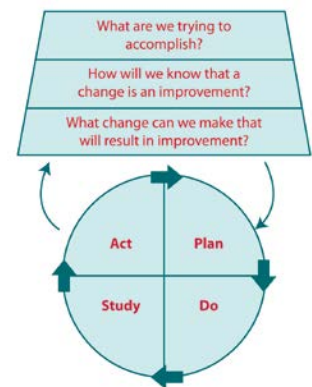 What are we trying to
accomplish?
How will we know that a
change is an improvement?
What change can we make that
will result in improvement?
Act
Plan
Study
Do